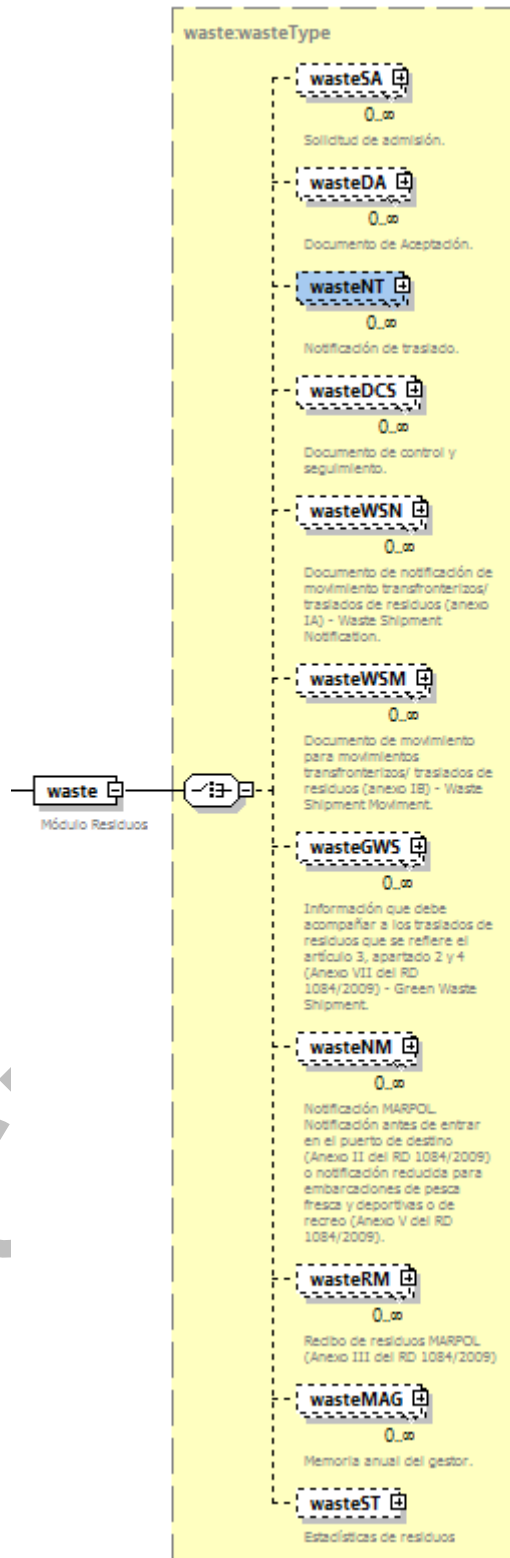 waste:wasteType
wasteSA
0..∞
Solicitud de admisión.
wasteDA
0..∞
Documento de Aceptación.
wasteNT
0..∞
Notificación de traslado.
wasteDCS
0..∞
Documento de control y
seguimiento.
wasteWSN
0..∞
Documento de notificación de
movimiento transfronterizos/
traslados de residuos (anexo
IA) - Waste Shipment
Notification.
wasteWSM
0..∞
Documento de movimiento
para movimientos
transfronterizos/ traslados de
residuos (anexo IB) - Waste
Shipment Moviment.
waste
Módulo Residuos
wasteGWS
0..∞
Información que debe
acompañar a los traslados de
residuos que se refiere el
artículo 3, apartado 2 y 4
(Anexo VII del RD
1084/2009) - Green Waste
Shipment.
wasteNM
0..∞
Notificación MARPOL.
Notificación antes de entrar
en el puerto de destino
(Anexo II del RD 1084/2009)
o notificación reducida para
embarcaciones de pesca
fresca y deportivas o de
recreo (Anexo V del RD
1084/2009).
wasteRM
0..∞
Recibo de residuos MARPOL
(Anexo III del RD 1084/2009)
wasteMAG
0..∞
Memoria anual del gestor.
wasteST
Estadísticas de residuos